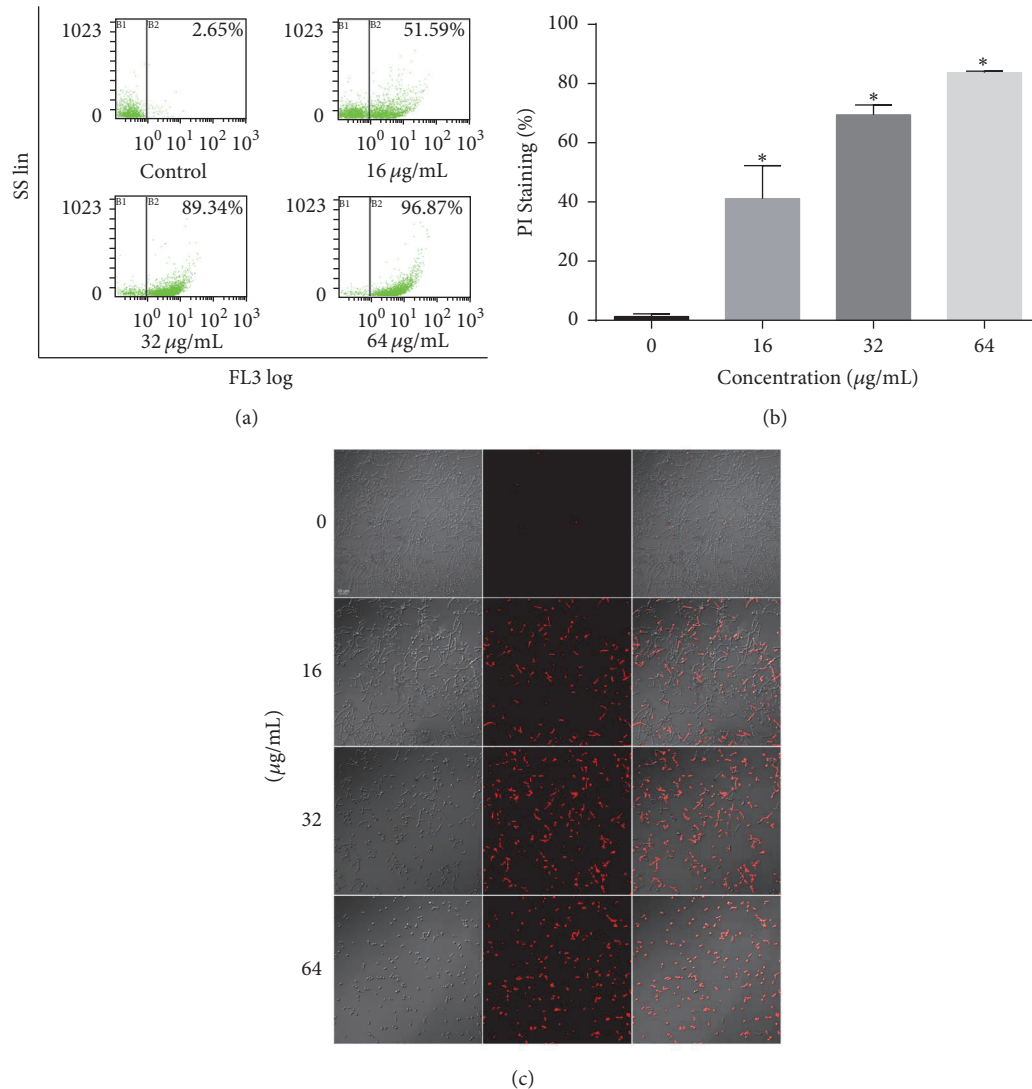 B1 B2 2.65%
1023
0
10^0 10^1 10^2 10^3
Control
B1 B2 51.59%
1023
0
10^0 10^1 10^2 10^3
16 μg/mL
B1 B2 89.34%
1023
0
10^0 10^1 10^2 10^3
32 μg/mL
B1 B2 96.87%
1023
0
10^0 10^1 10^2 10^3
64 μg/mL
SS lin
FL3 log
(a)
100
80
60
40
20
0
PI Staining (%)
*
*
*
0 16 32 64
Concentration (μg/mL)
(b)
0
16
32
64
(μg/mL)
(c)